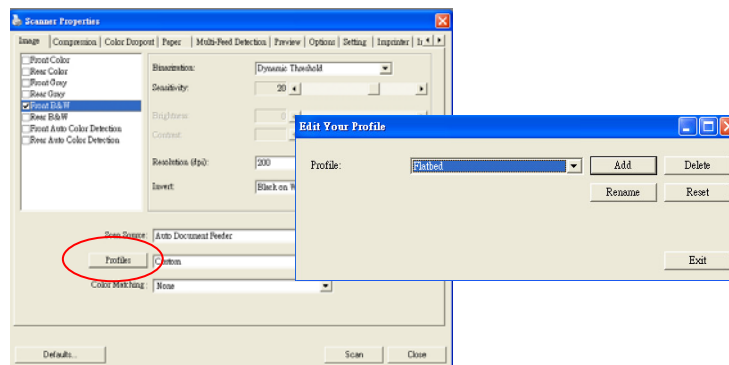 Scanner Properties
Image Compression Color Dropout Paper Multi-Feed Detection Preview Options Setting Imprinter
Front Color
Rear Color
Front Gray
Rear Gray
Front B&W
Rear B&W
Front Auto Color Detection
Rear Auto Color Detection
Binarization: Dynamic Threshold
Sensitivity: 20
Brightness: 0
Contrast:
Resolution (dpi): 200
Invert: Black on
Scan Source: Auto Document Feeder
Profiles Custom
Color Matching: None
Defaults... Scan Close
Edit Your Profile
Profile: Flatbed Add Delete
Rename Reset
Exit